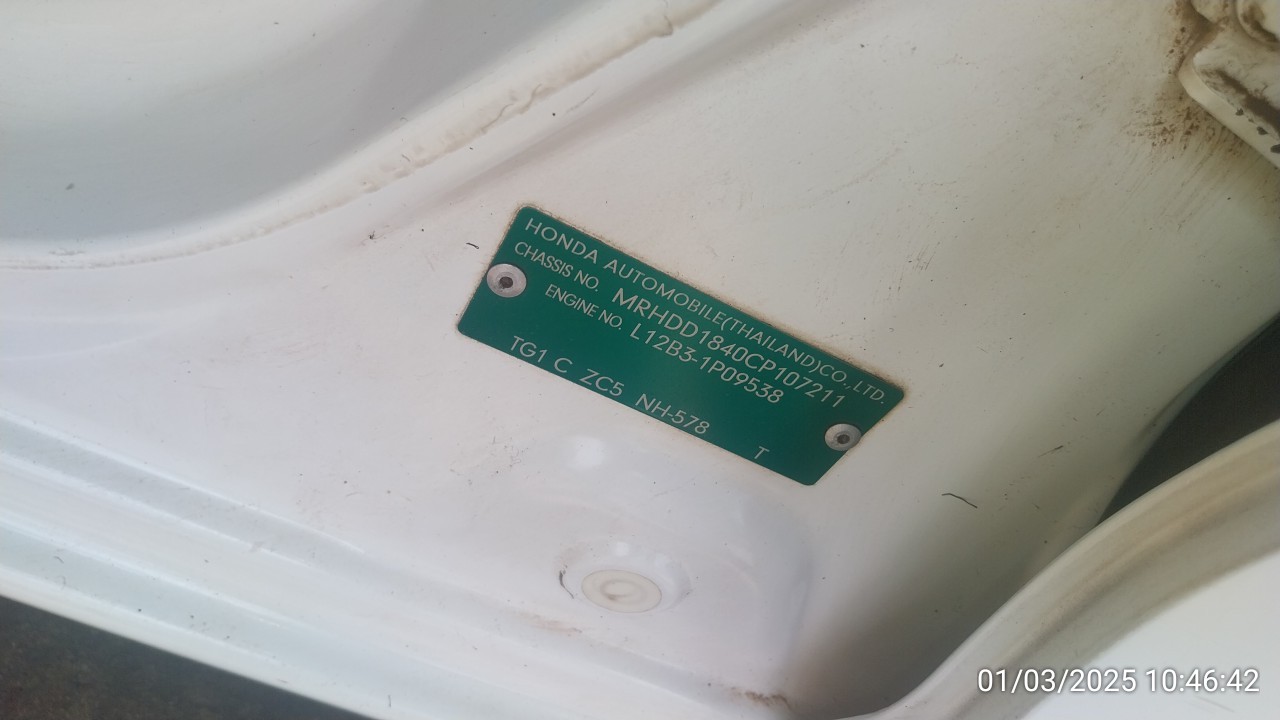 HONDA AUTOMOBILE(THAILAND)CO.,LTD.
CHASSIS NO. MRHDD1840CP107211
ENGINE NO. L12B3-1P09538
TG1 C ZC5 NH-578 T
01/03/2025 10:46:42